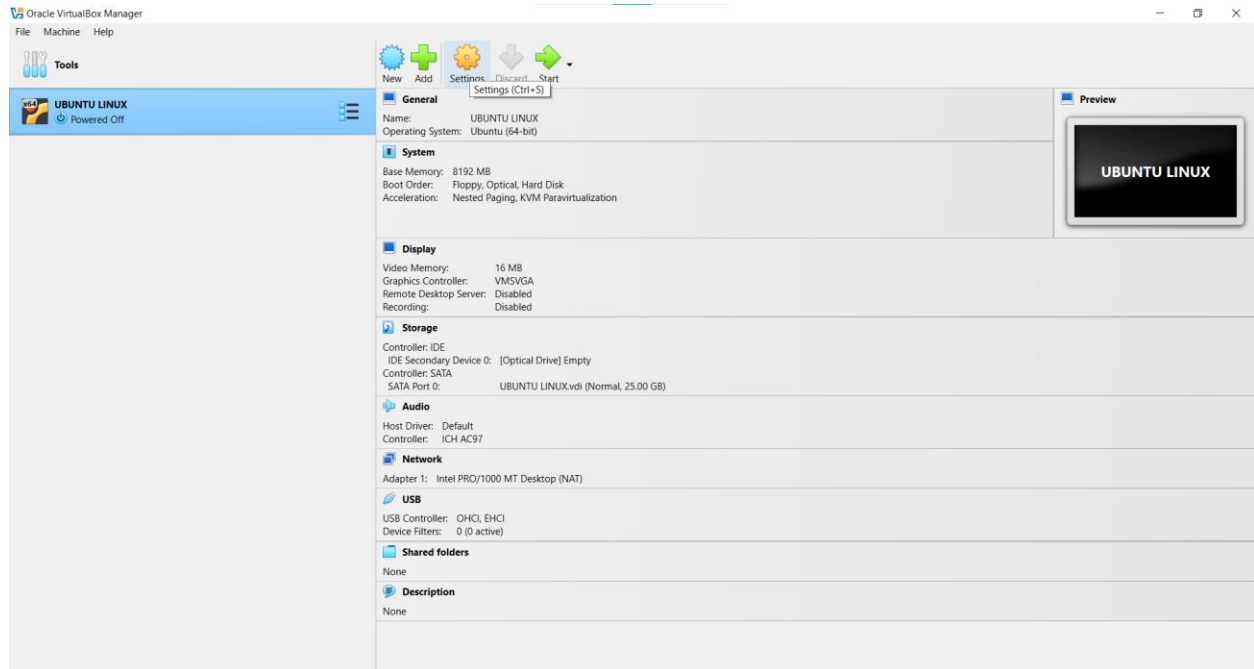 Oracle VirtualBox Manager
File Machine Help
Tools
New Add Settings Discard Start
Settings (Ctrl+S)
x64
UBUNTU LINUX
Powered Off
General
Name: UBUNTU LINUX
Operating System: Ubuntu (64-bit)
System
Base Memory: 8192 MB
Boot Order: Floppy, Optical, Hard Disk
Acceleration: Nested Paging, KVM Paravirtualization
Preview
UBUNTU LINUX
Display
Video Memory: 16 MB
Graphics Controller: VMSVGA
Remote Desktop Server: Disabled
Recording: Disabled
Storage
Controller: IDE
IDE Secondary Device 0: [Optical Drive] Empty
Controller: SATA
SATA Port 0: UBUNTU LINUX.vdi (Normal, 25.00 GB)
Audio
Host Driver: Default
Controller: ICH AC97
Network
Adapter 1: Intel PRO/1000 MT Desktop (NAT)
USB
USB Controller: OHCI, EHCI
Device Filters: 0 (0 active)
Shared folders
None
Description
None